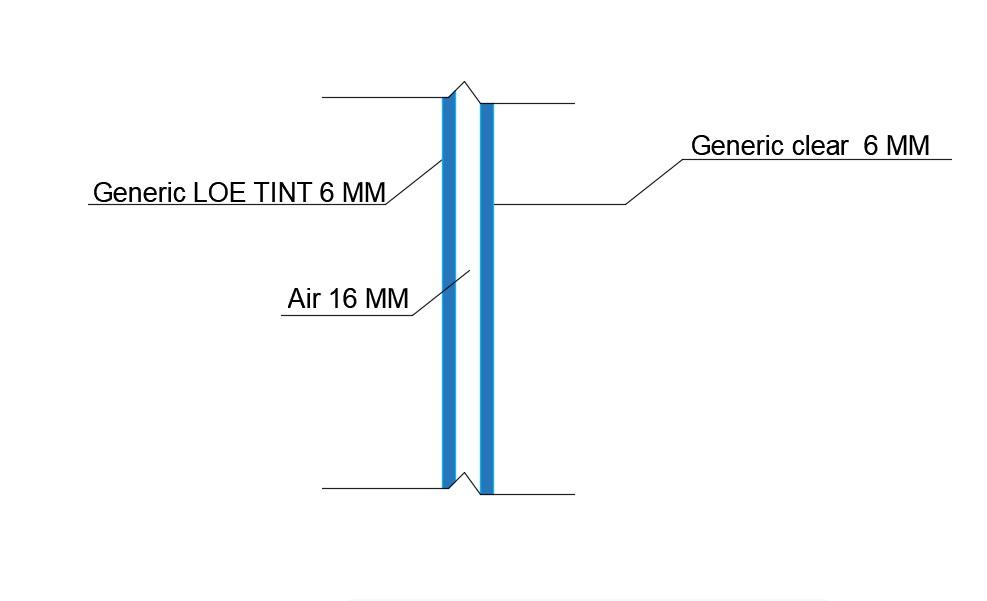 Generic clear  6 MM
Generic LOE TINT 6 MM
Air 16 MM